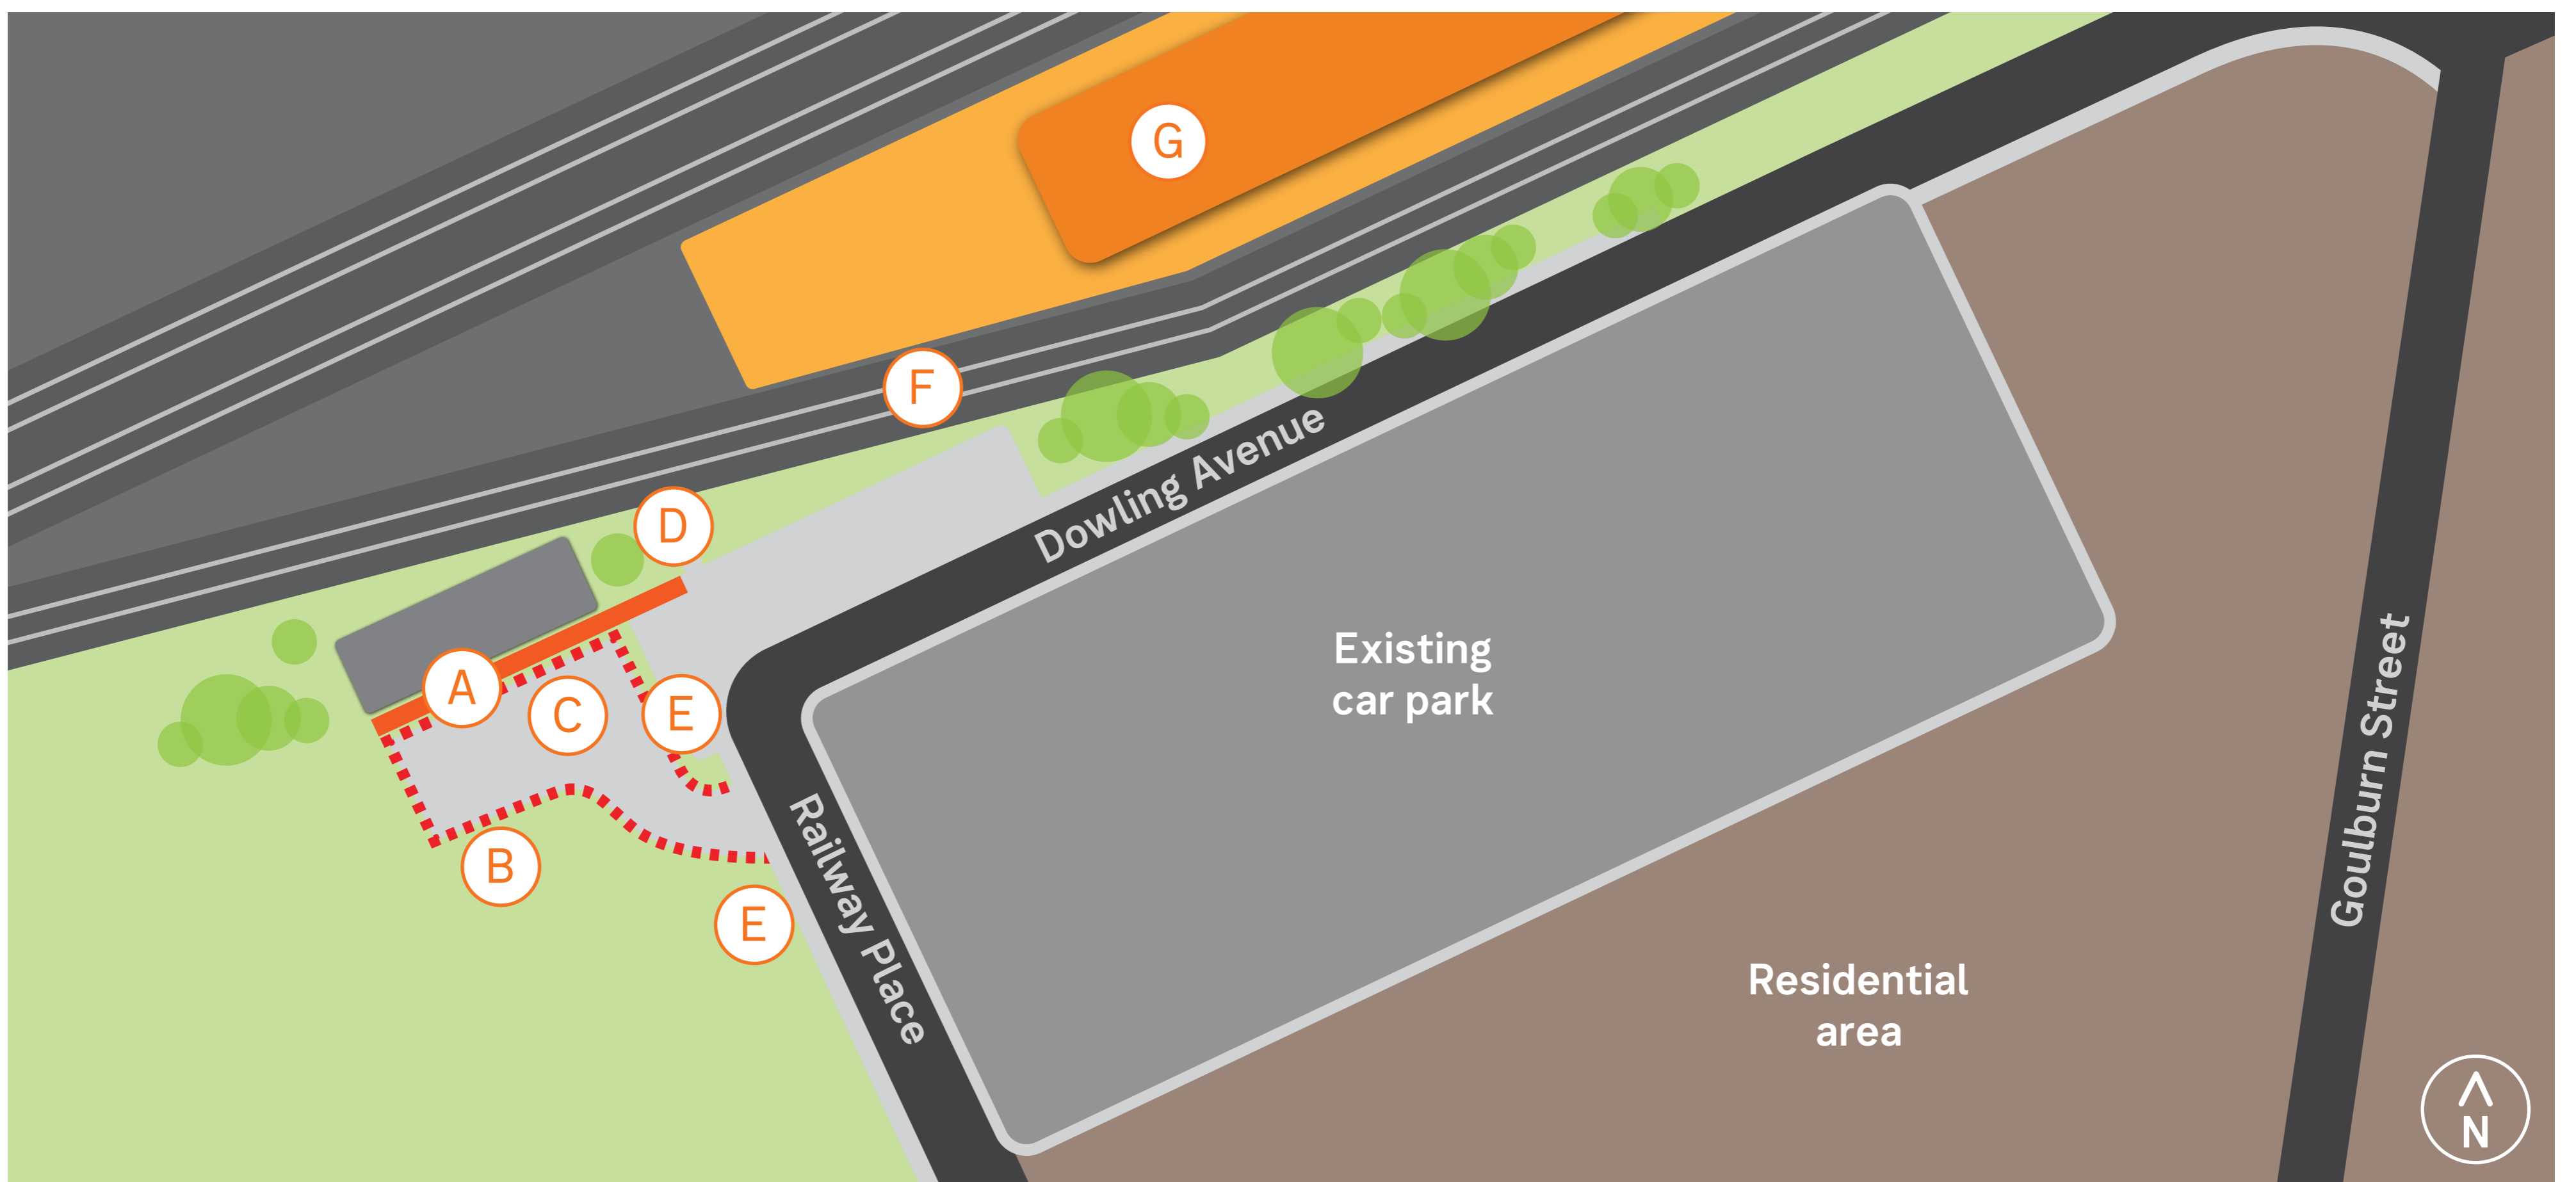 G
F
Dowling Avenue
D
Existing
car park
A
C
E
Goulburn Street
B
Railway Place
E
Residential
area
N